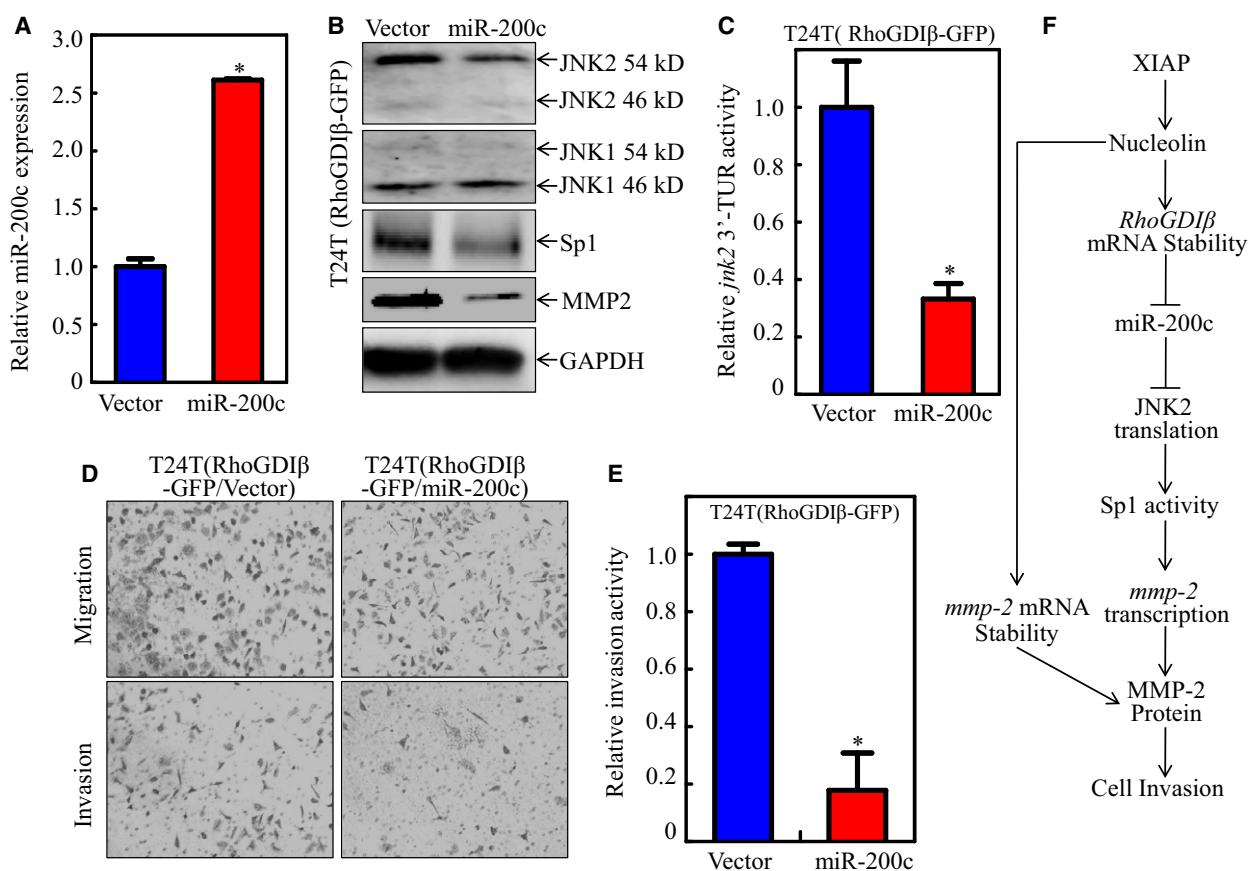 A
Relative miR-200c expression
3.0
2.5
2.0
1.5
1.0
0.5
0
*
Vector
miR-200c
B
Vector
miR-200c
T24T (RhoGDIβ-GFP)
JNK2 54 kD
JNK2 46 kD
JNK1 54 kD
JNK1 46 kD
Sp1
MMP2
GAPDH
C
T24T( RhoGDIβ-GFP)
Relative jnk2 3’-TUR activity
1.0
0.8
0.6
0.4
0.2
0
*
Vector
miR-200c
D
T24T(RhoGDIβ
-GFP/Vector)
T24T(RhoGDIβ
-GFP/miR-200c)
Migration
Invasion
E
T24T(RhoGDIβ-GFP)
Relative invasion activity
1.0
0.8
0.6
0.4
0.2
0
*
Vector
miR-200c
F
XIAP
Nucleolin
RhoGDIβ
mRNA Stability
miR-200c
JNK2
translation
Sp1 activity
mmp-2
transcription
mmp-2 mRNA
Stability
MMP-2
Protein
Cell Invasion